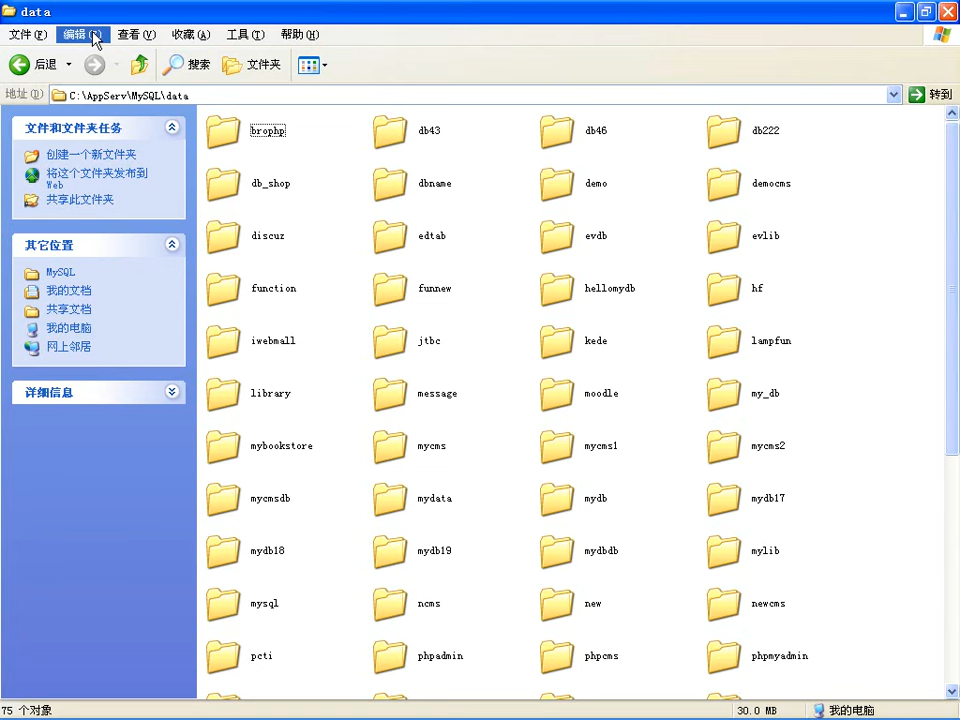 data
文件(F) 编辑 查看(V) 收藏(A) 工具(T) 帮助(H)
后退 搜索 文件夹
地址(D) C:\AppServ\MySQL\data 转到
文件和文件夹任务
创建一个新文件夹
将这个文件夹发布到
Web
共享此文件夹
其它位置
MySQL
我的文档
共享文档
我的电脑
网上邻居
详细信息
brophp db43 db46 db222
db_shop dbname demo democms
discuz edtab evdb evlib
function funnew hellomydb hf
iwebmall jtbc kede lampfun
library message moodle my_db
mybookstore mycms mycms1 mycms2
mycmsdb mydata mydb mydb17
mydb18 mydb19 mydbdb mylib
mysql ncms new newcms
pcti phpadmin phpcms phpmyadmin
75 个对象 30.0 MB 我的电脑